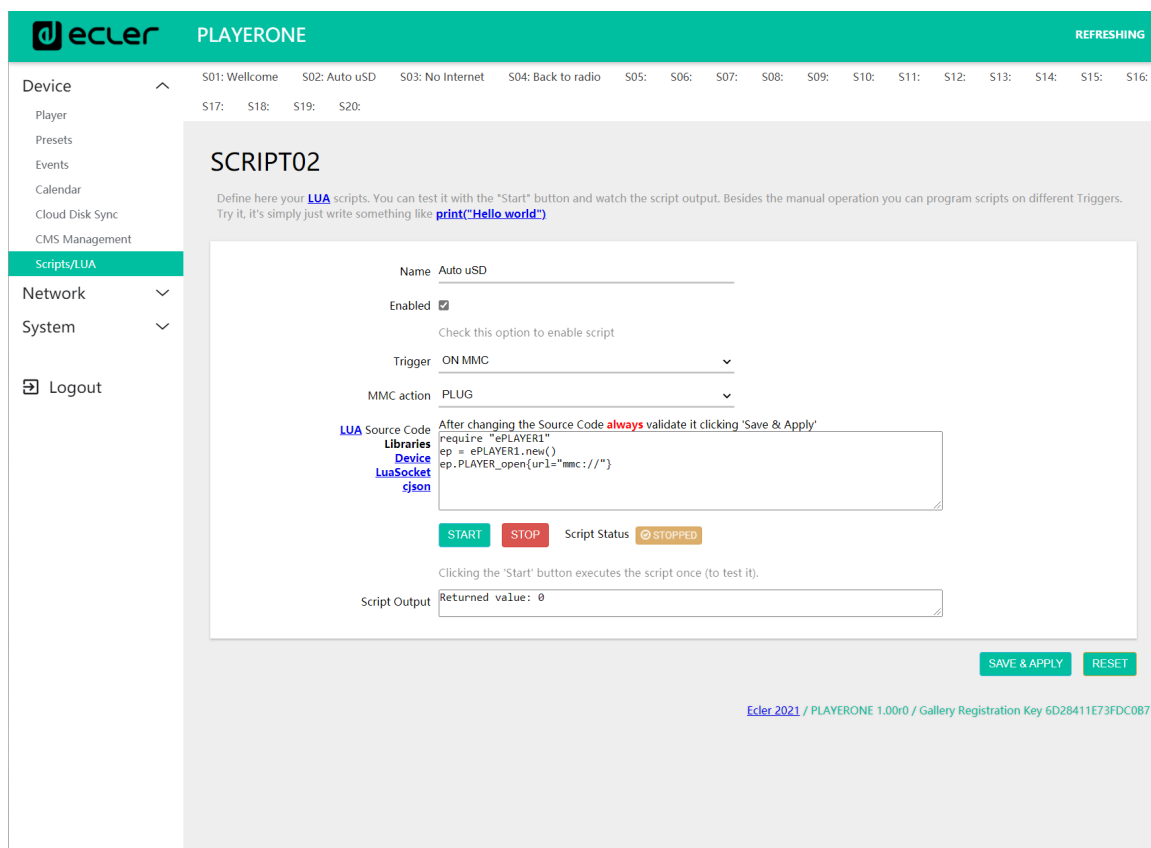 ecler
PLAYERONE
REFRESHING
Device
Player
Presets
Events
Calendar
Cloud Disk Sync
CMS Management
Scripts/LUA
Network
System
Logout
S01: Wellcome S02: Auto uSD S03: No Internet S04: Back to radio S05: S06: S07: S08: S09: S10: S11: S12: S13: S14: S15: S16:
S17: S18: S19: S20:
SCRIPT02
Define here your LUA scripts. You can test it with the "Start" button and watch the script output. Besides the manual operation you can program scripts on different Triggers.
Try it, it's simply just write something like print("Hello world")
Name Auto uSD
Enabled
Check this option to enable script
Trigger ON MMC
MMC action PLUG
LUA Source Code
Libraries
Device
LuaSocket
cjson
After changing the Source Code always validate it clicking 'Save & Apply'
require "ePLAYER1"
ep = ePLAYER1.new()
ep.PLAYER_open{url="mmc://"}
START STOP Script Status STOPPED
Clicking the 'Start' button executes the script once (to test it).
Script Output Returned value: 0
SAVE & APPLY RESET
Ecler 2021 / PLAYERONE 1.00r0 / Gallery Registration Key 6D28411E73FDC0B7